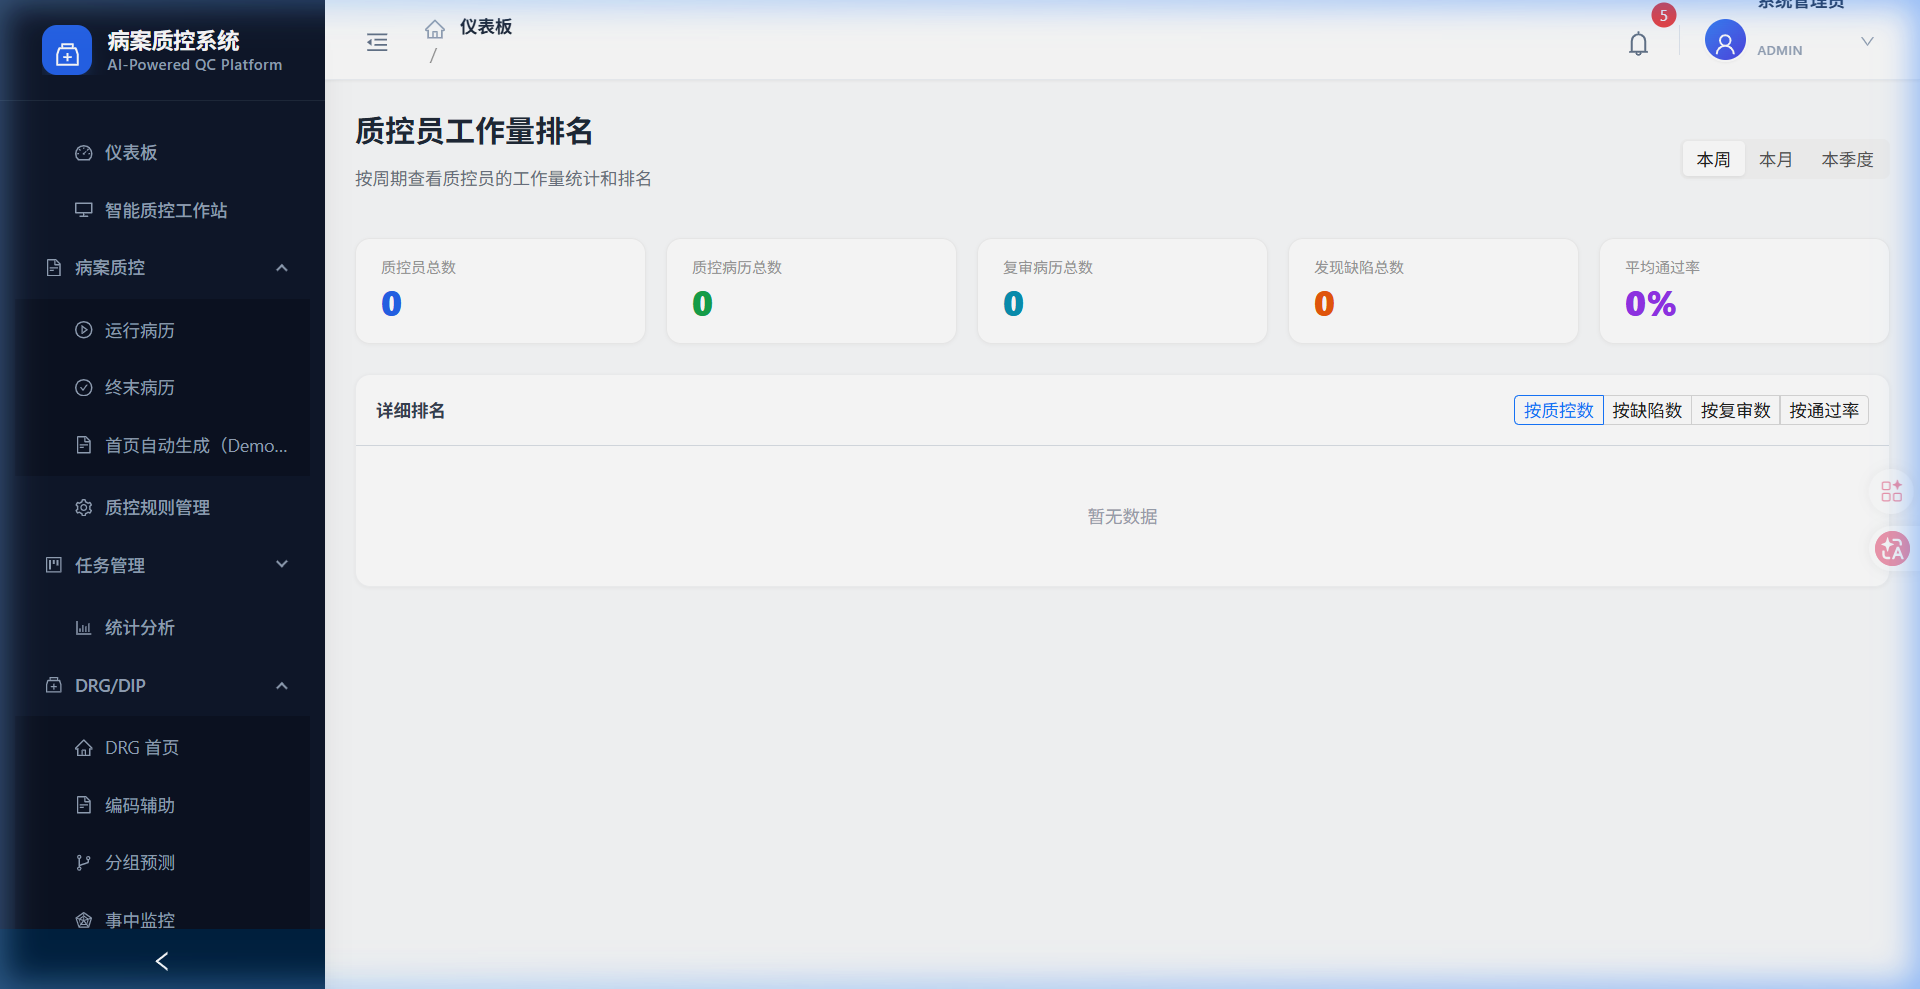 病案质控系统
AI-Powered QC Platform
仪表板
智能质控工作站
病案质控
运行病历
终末病历
首页自动生成（Demo...
质控规则管理
任务管理
统计分析
DRG/DIP
DRG 首页
编码辅助
分组预测
事中监控
仪表板
/
5
系统管理员
ADMIN
质控员工作量排名
按周期查看质控员的工作量统计和排名
本周 本月 本季度
质控员总数
0
质控病历总数
0
复审病历总数
0
发现缺陷总数
0
平均通过率
0%
详细排名
按质控数 按缺陷数 按复审数 按通过率
暂无数据